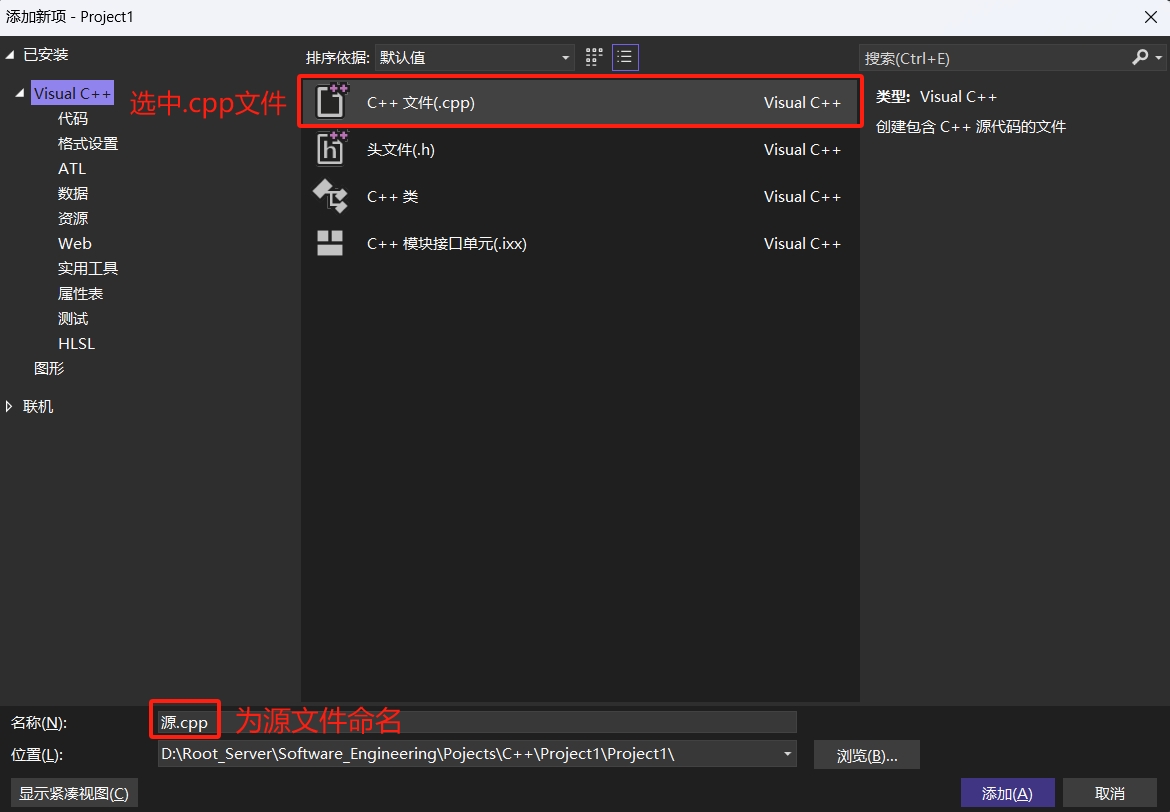 添加新项 - Project1
已安装
排序依据: 默认值
搜索(Ctrl+E)
Visual C++
选中.cpp文件
C++ 文件(.cpp) Visual C++
类型: Visual C++
创建包含 C++ 源代码的文件
代码
格式设置
头文件(.h) Visual C++
ATL
数据
C++ 类 Visual C++
资源
Web
C++ 模块接口单元(.ixx) Visual C++
实用工具
属性表
测试
HLSL
图形
联机
名称(N): 源.cpp
为源文件命名
位置(L): D:\Root_Server\Software_Engineering\Pojects\C++\Project1\Project1\
浏览(B)...
显示紧凑视图(C)
添加(A)
取消